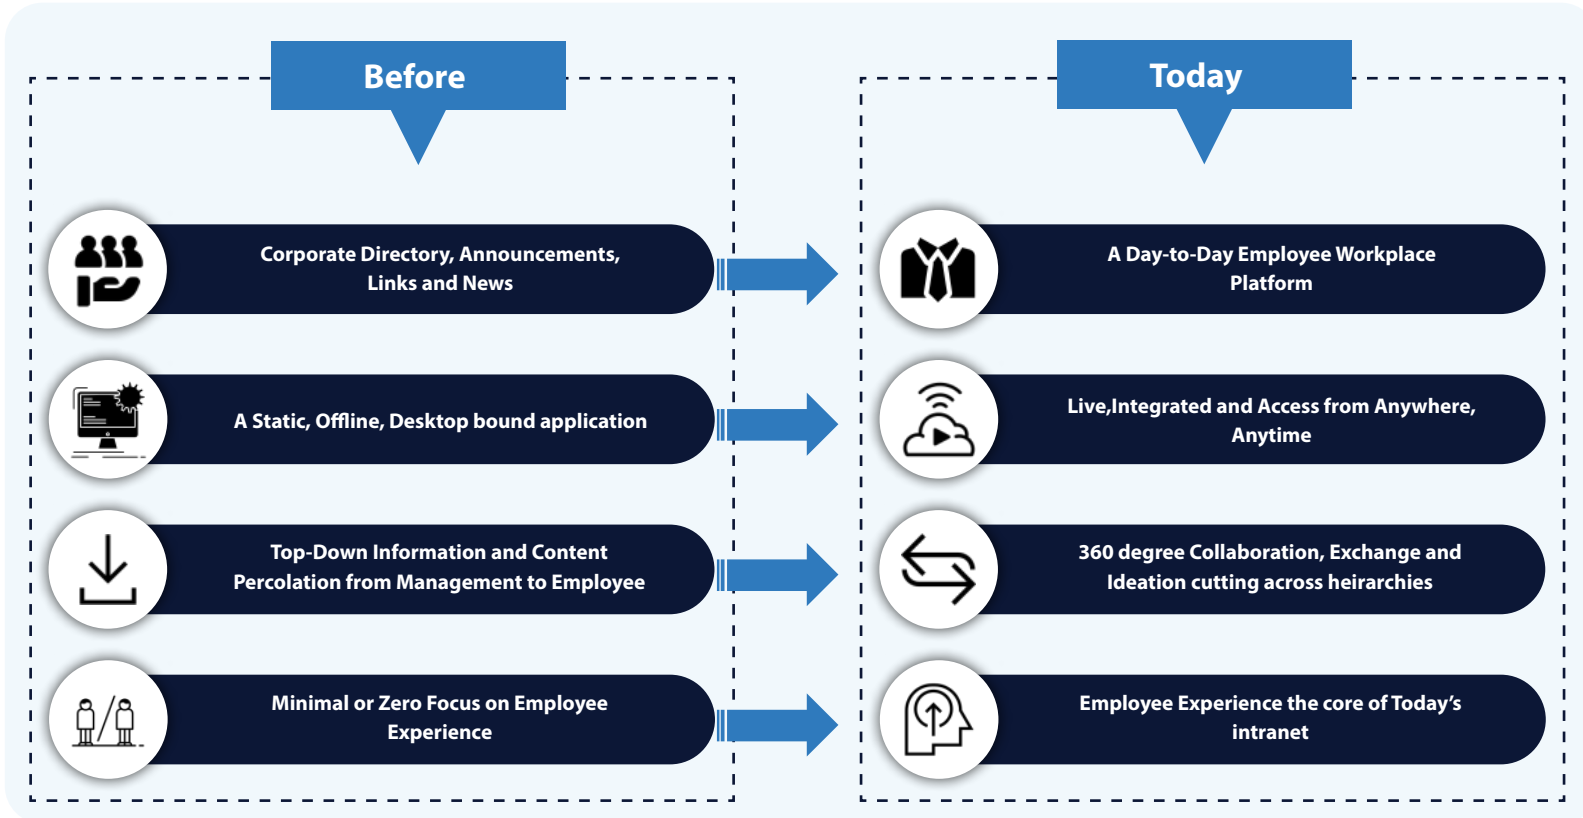 Before
Corporate Directory, Announcements,
Links and News
A Static, Offline, Desktop bound application
Top-Down Information and Content
Percolation from Management to Employee
Minimal or Zero Focus on Employee
Experience
Today
A Day-to-Day Employee Workplace
Platform
Live,Integrated and Access from Anywhere,
Anytime
360 degree Collaboration, Exchange and
Ideation cutting across heirarchies
Employee Experience the core of Today's
intranet